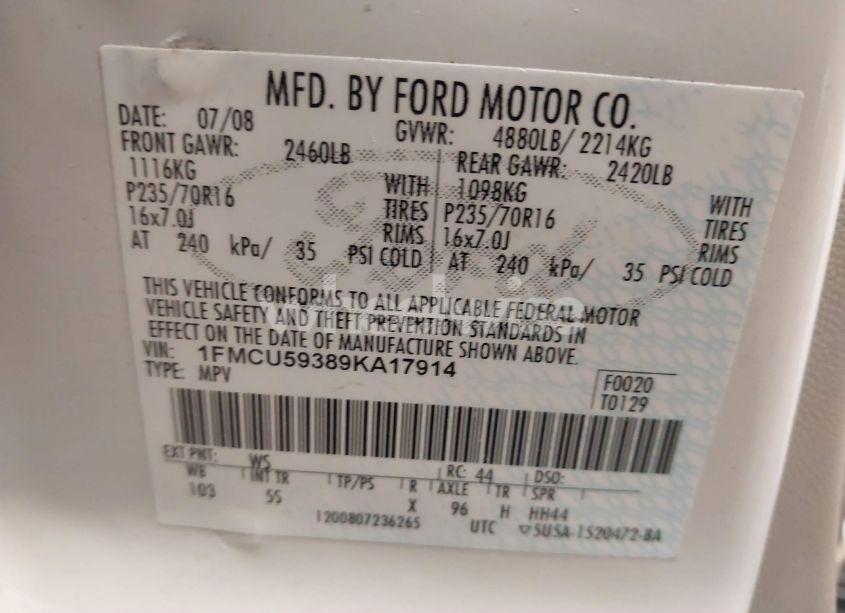 MFD. BY FORD MOTOR CO.
DATE: 07/08 GVWR: 4880LB/ 2214KG
FRONT GAWR: 2460LB REAR GAWR: 2420LB
1116KG WITH 1098KG WITH
P235/70R16 TIRES P235/70R16 TIRES
16x7.0J RIMS 16x7.0J RIMS
AT 240 kPa/ 35 PSI COLD AT 240 kPa/ 35 PSI COLD
THIS VEHICLE CONFORMS TO ALL APPLICABLE FEDERAL MOTOR
VEHICLE SAFETY AND THEFT PREVENTION STANDARDS IN
EFFECT ON THE DATE OF MANUFACTURE SHOWN ABOVE.
VIN: 1FMCU59389KA17914
TYPE: MPV F0020
T0129
EXT PNT: WS RC: 44 DSO:
WB INT TR TP/PS R AXLE TR SPR
103 5S X 96 H HH44
1200807236265 UTC ▽5USA-1520472-BA